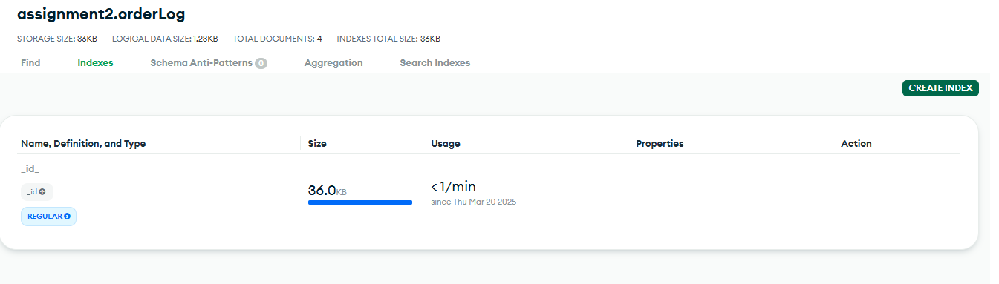 assignment2.orderLog
STORAGE SIZE: 36KB LOGICAL DATA SIZE: 1.23KB TOTAL DOCUMENTS: 4 INDEXES TOTAL SIZE: 36KB
Find Indexes Schema Anti-Patterns 0 Aggregation Search Indexes
CREATE INDEX
Name, Definition, and Type Size Usage Properties Action
_id_
_id
36.0KB
< 1/min
since Thu Mar 20 2025
REGULAR